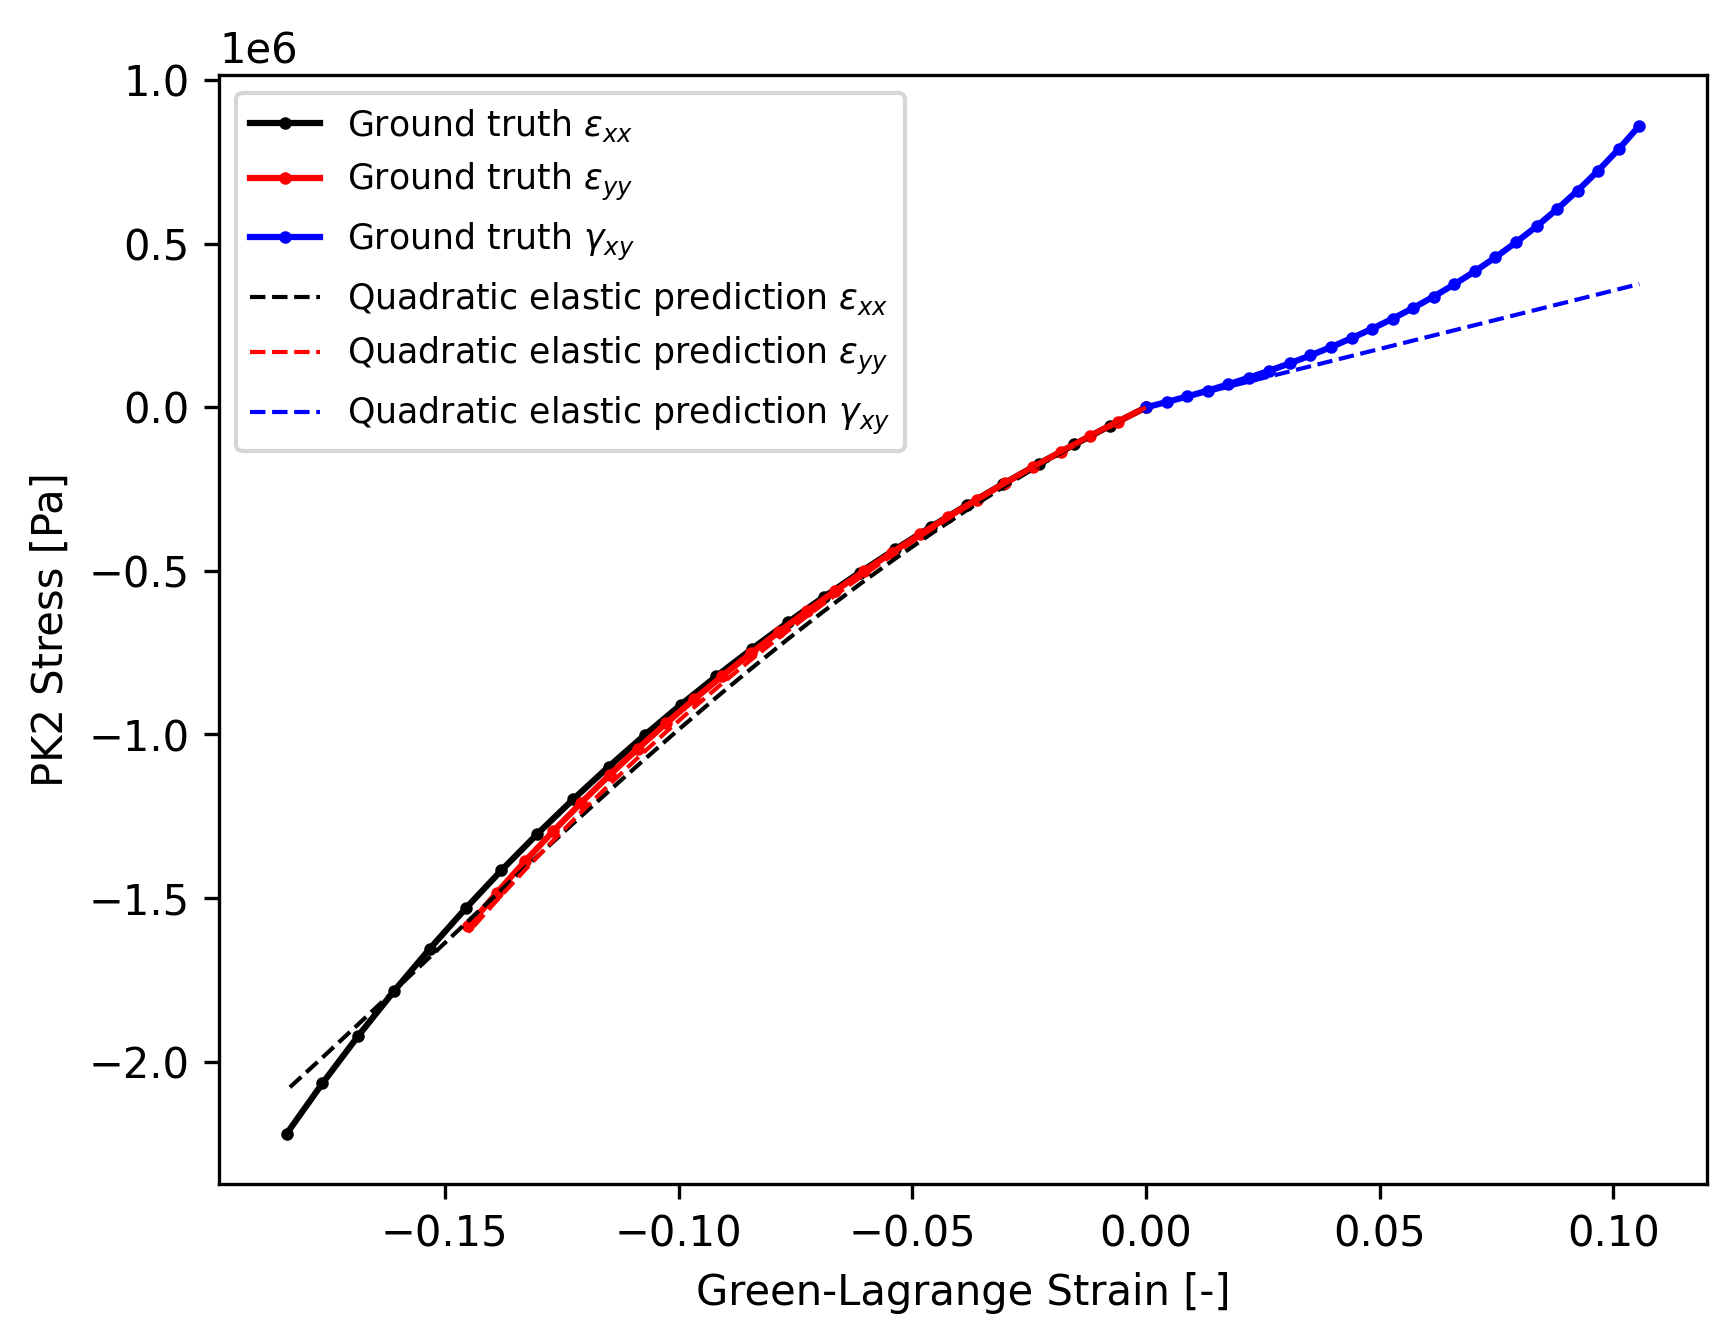 1e6
1.0
0.5
0.0
−0.5
−1.0
−1.5
−2.0
PK2 Stress [Pa]
Ground truth εxx
Ground truth εyy
Ground truth γxy
Quadratic elastic prediction εxx
Quadratic elastic prediction εyy
Quadratic elastic prediction γxy
−0.15 −0.10 −0.05 0.00 0.05 0.10
Green-Lagrange Strain [-]